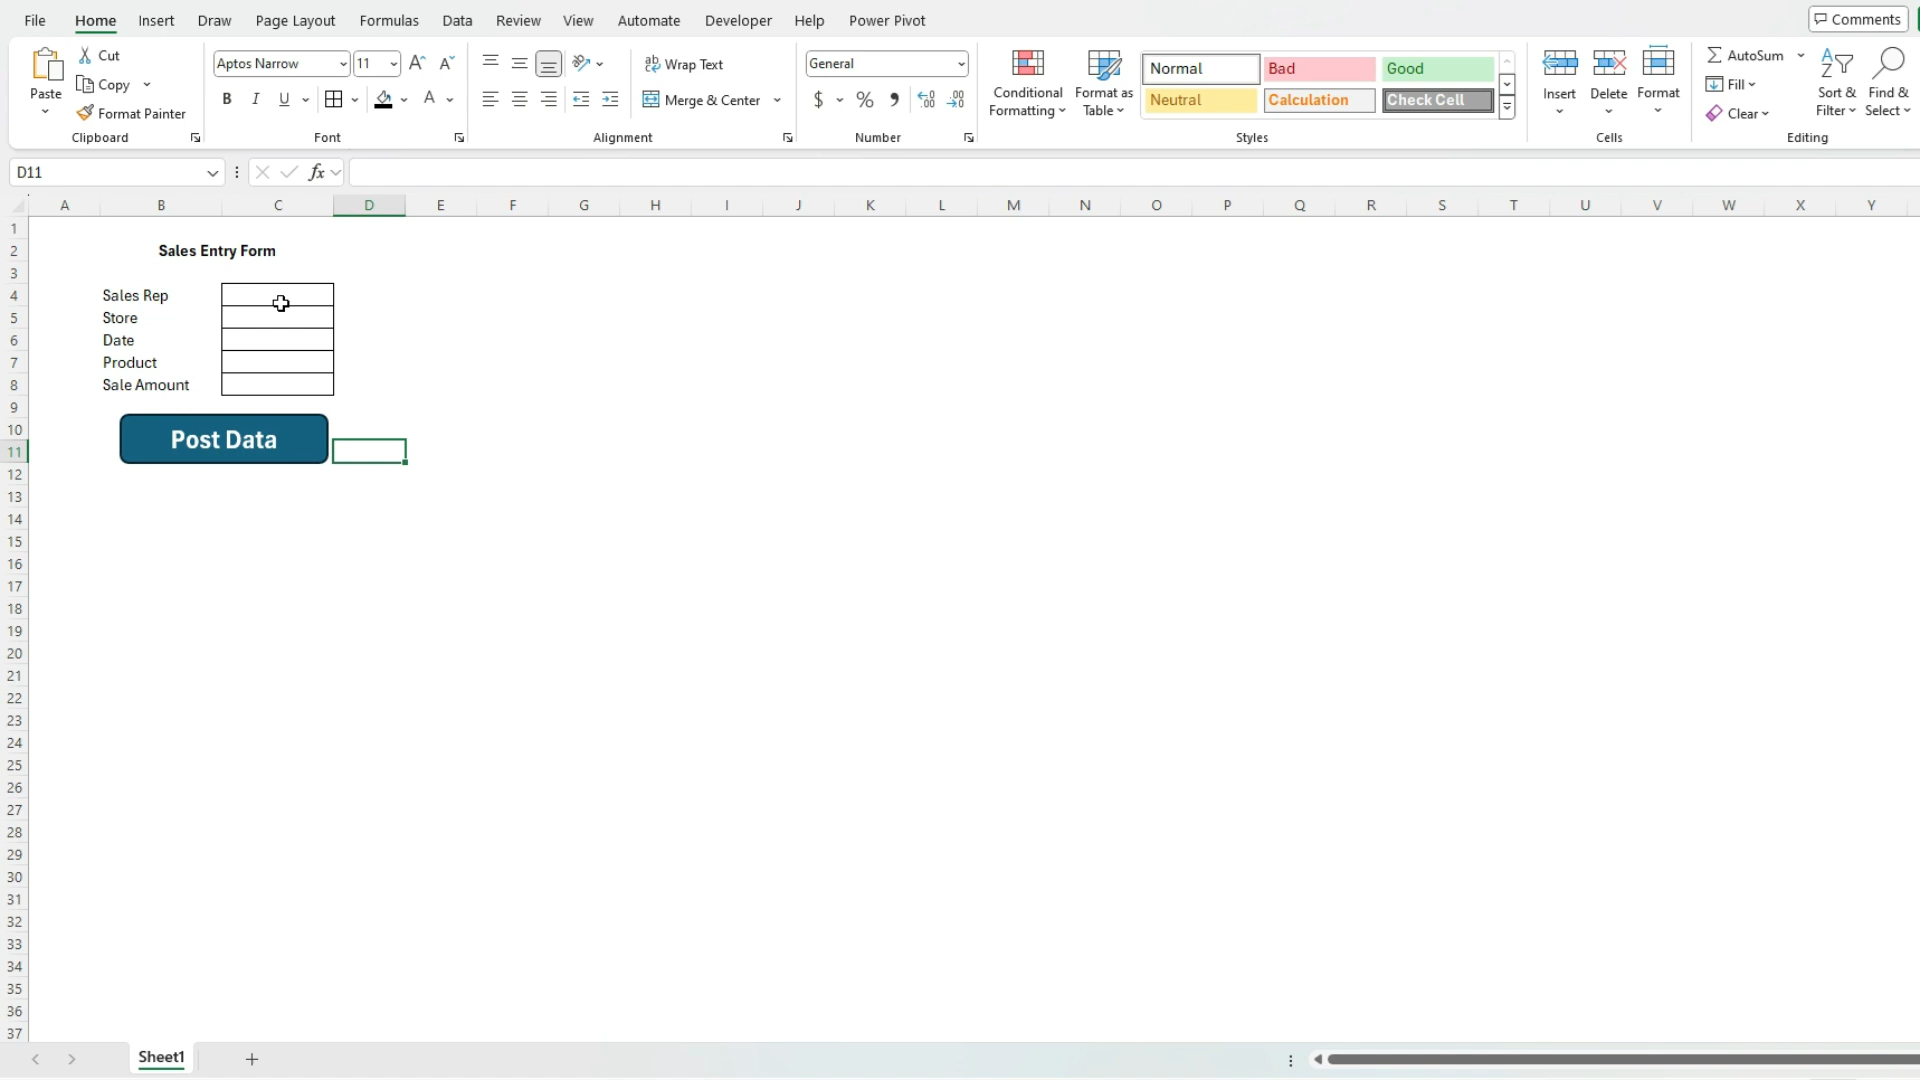 File Home Insert Draw Page Layout Formulas Data Review View Automate Developer Help Power Pivot Comments
Paste
Cut
Copy
Format Painter
Clipboard
Aptos Narrow 11
B I U A
Font
Wrap Text
Merge & Center
Alignment
General
$ % 9
Number
Conditional Formatting
Format as Table
Normal Bad Good
Neutral Calculation Check Cell
Styles
Insert Delete Format
Cells
AutoSum
Fill
Clear
Sort & Filter
Find & Select
Editing
D11 fx
A B C D E F G H I J K L M N O P Q R S T U V W X Y
1
2 Sales Entry Form
3
4 Sales Rep
5 Store
6 Date
7 Product
8 Sale Amount
9
10 Post Data
11
12
13
14
15
16
17
18
19
20
21
22
23
24
25
26
27
28
29
30
31
32
33
34
35
36
37
Sheet1